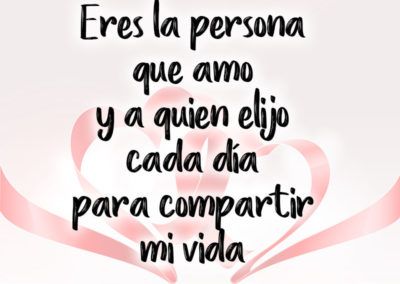 Eres la persona
que amo
y a quien elijo
cada día
para compartir
mi vida